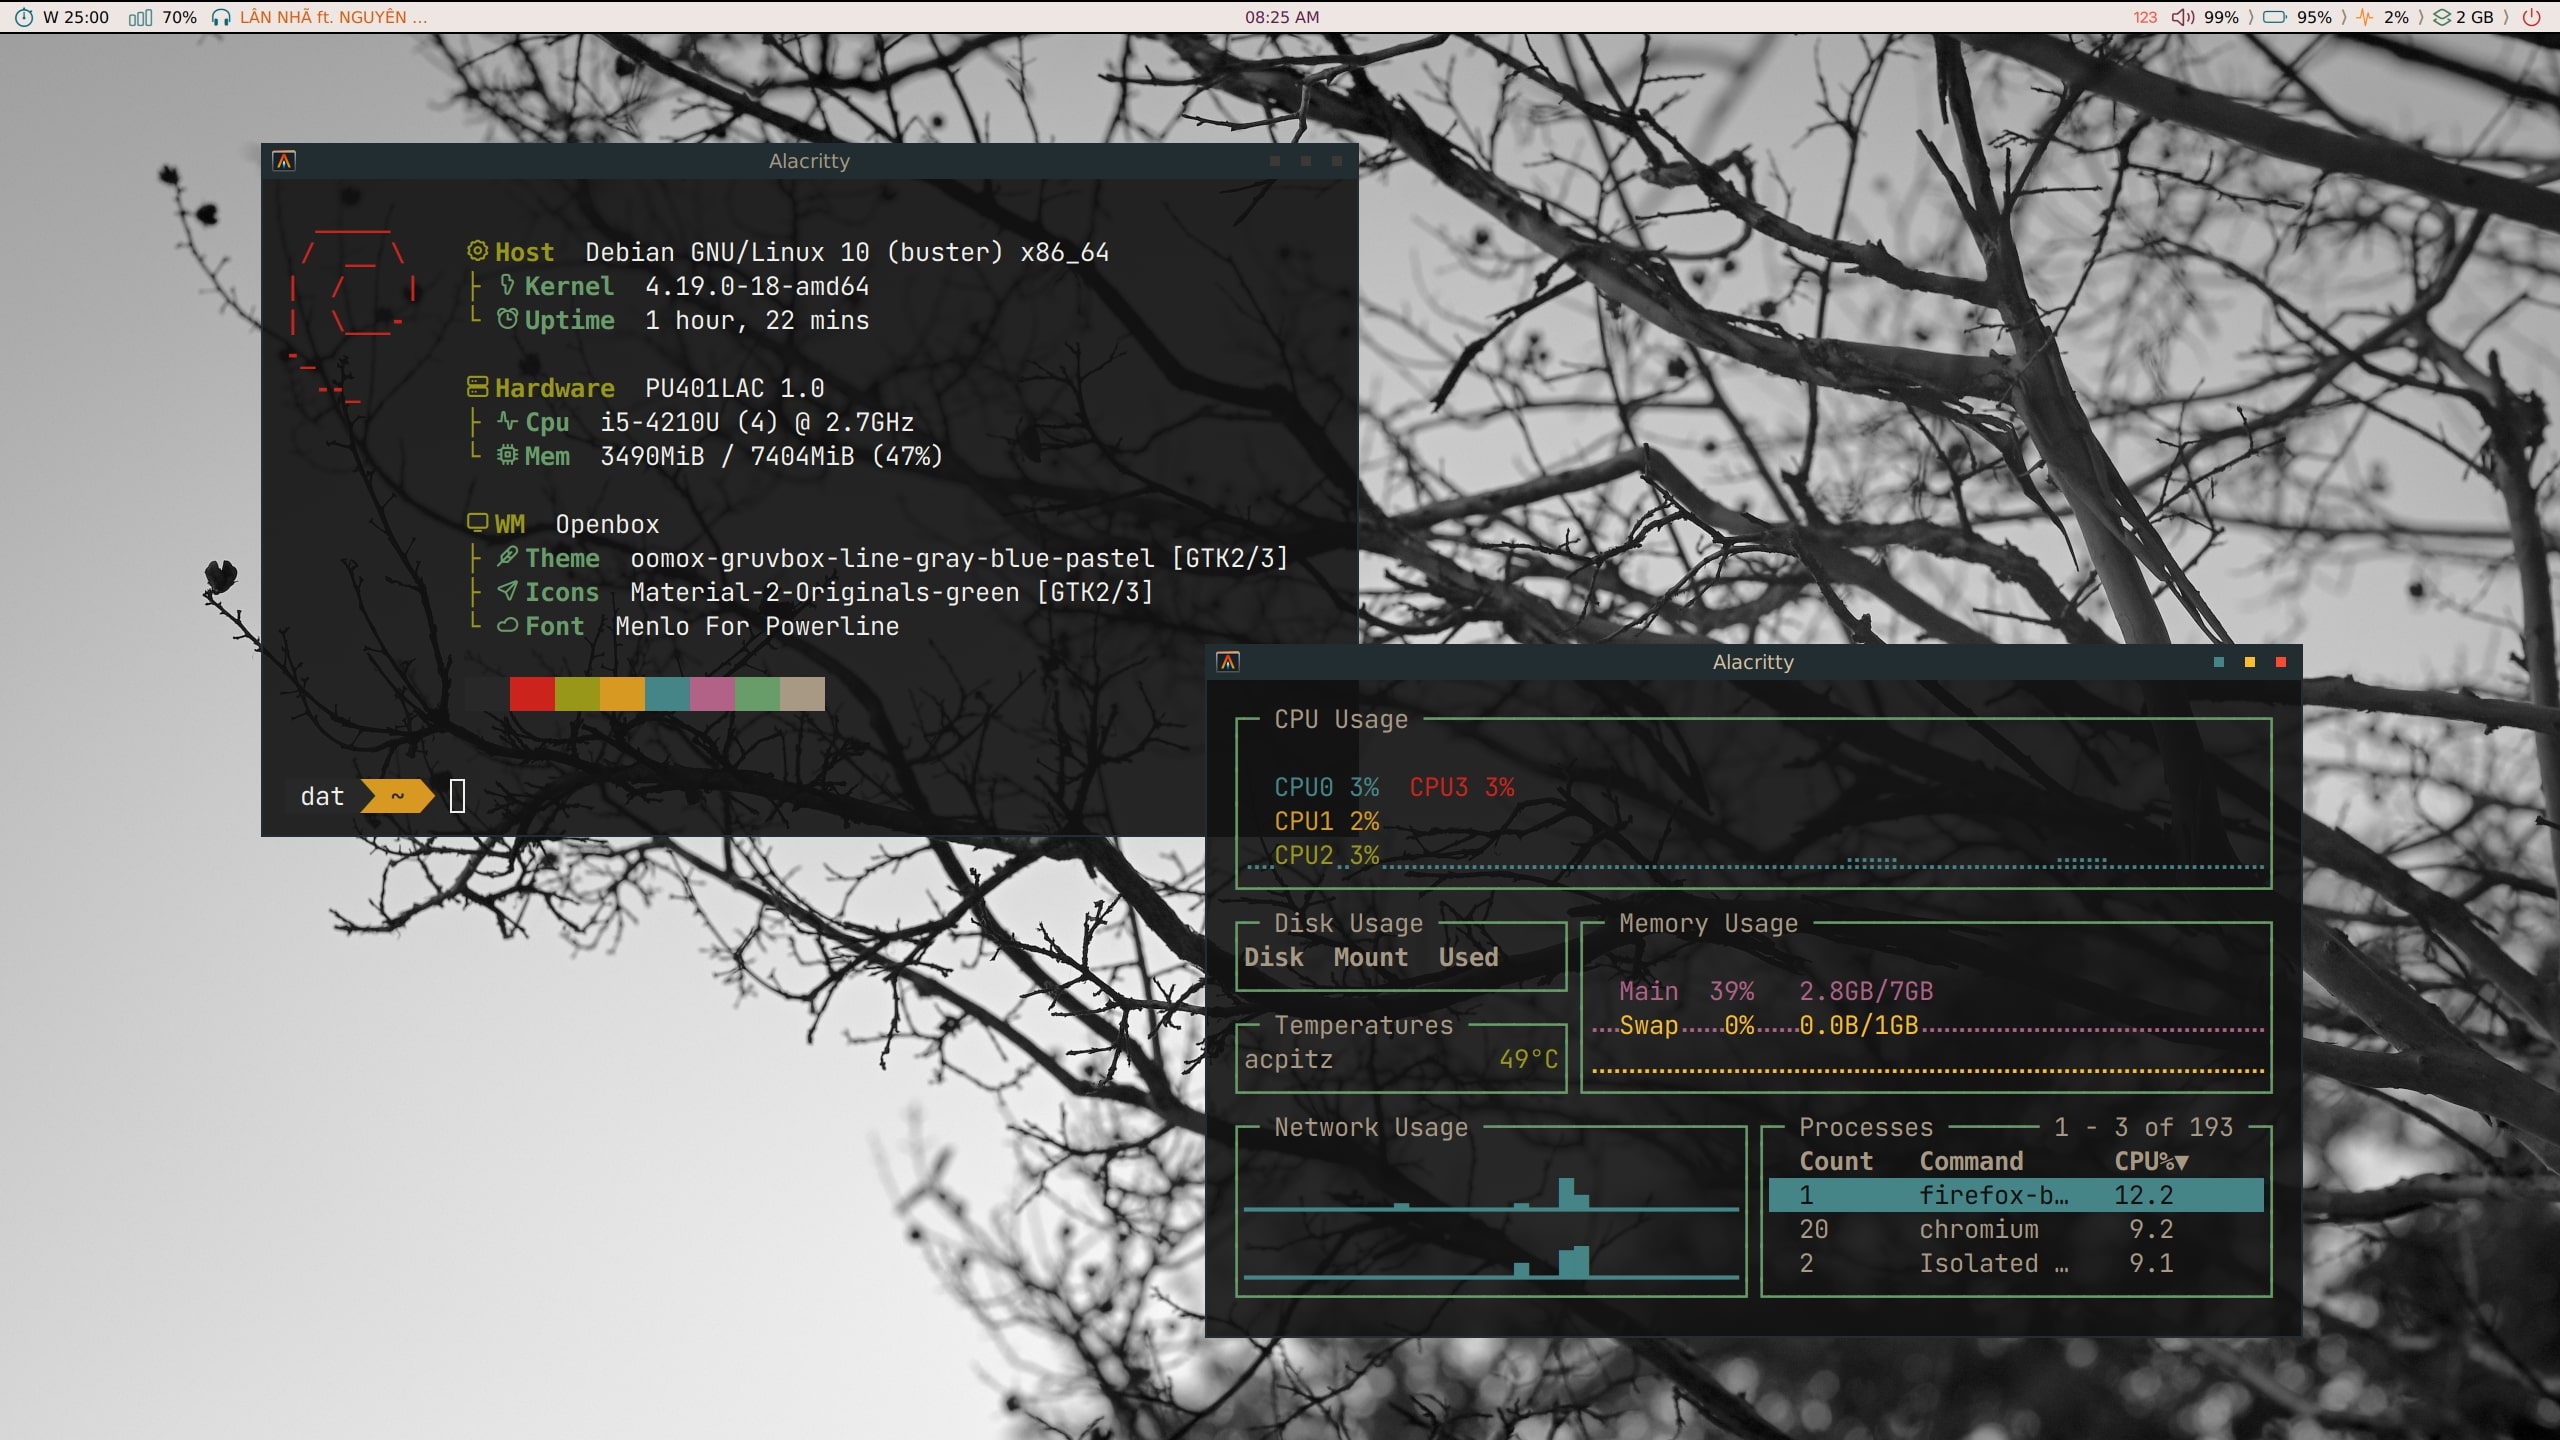 W 25:00 70% LÂN NHÃ ft. NGUYÊN ...
08:25 AM
123 99% 95% 2% 2 GB
Alacritty
Host Debian GNU/Linux 10 (buster) x86_64
Kernel 4.19.0-18-amd64
Uptime 1 hour, 22 mins
Hardware PU401LAC 1.0
Cpu i5-4210U (4) @ 2.7GHz
Mem 3490MiB / 7404MiB (47%)
WM Openbox
Theme oomox-gruvbox-line-gray-blue-pastel [GTK2/3]
Icons Material-2-Originals-green [GTK2/3]
Font Menlo For Powerline
dat ~
Alacritty
CPU Usage
CPU0 3% CPU3 3%
CPU1 2%
CPU2 3%
Disk Usage
Disk Mount Used
Memory Usage
Main 39% 2.8GB/7GB
Swap 0% 0.0B/1GB
Temperatures
acpitz 49°C
Network Usage
Processes 1 - 3 of 193
Count Command CPU%▼
1 firefox-b… 12.2
20 chromium 9.2
2 Isolated … 9.1